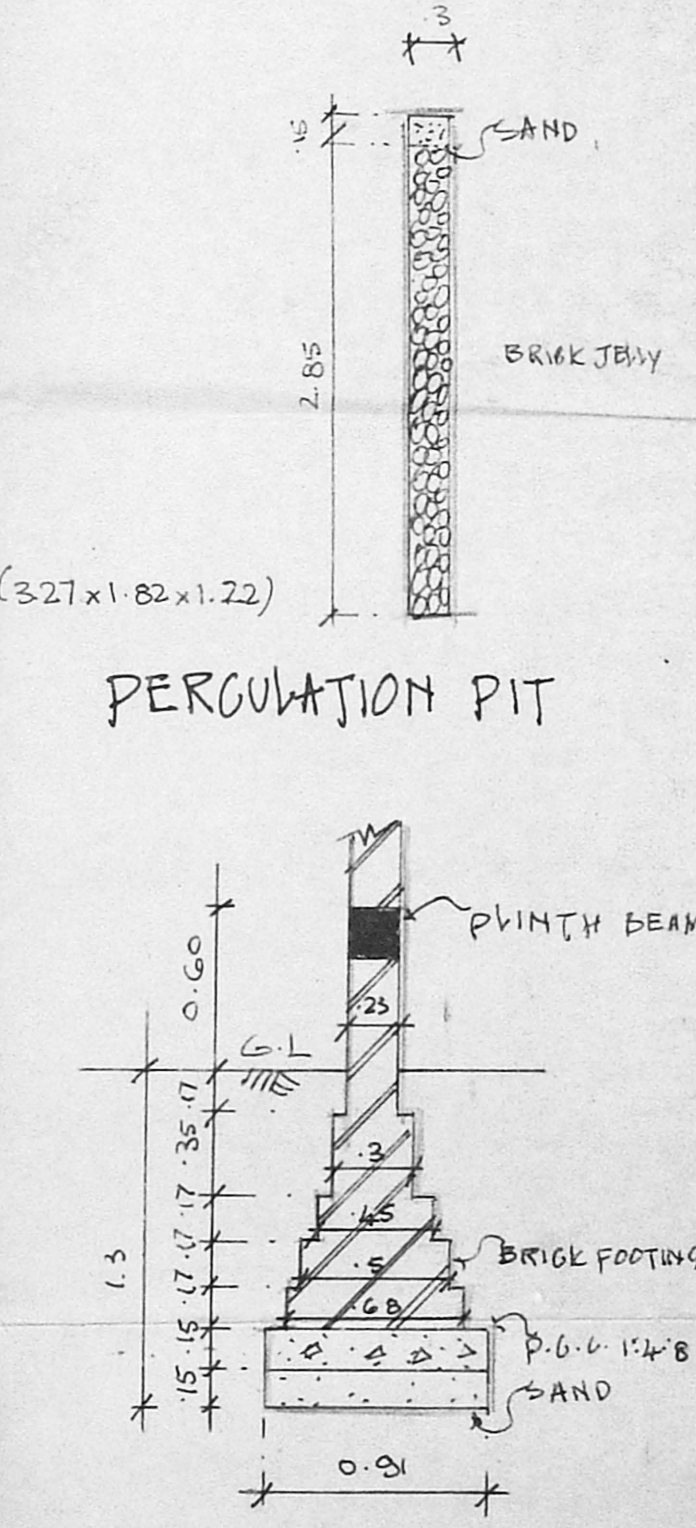 .3
.15
SAND
2.85
BRICK JELLY
(3.27 x 1.82 x 1.22)
PERCULATION PIT
PLINTH BEAM
0.60
.23
G.L
.17
.35
.3
.17
.45
.17
BRICK FOOTING
1.3
.5
.17
.68
.15
P.C.C. 1:4:8
.15
SAND
0.91